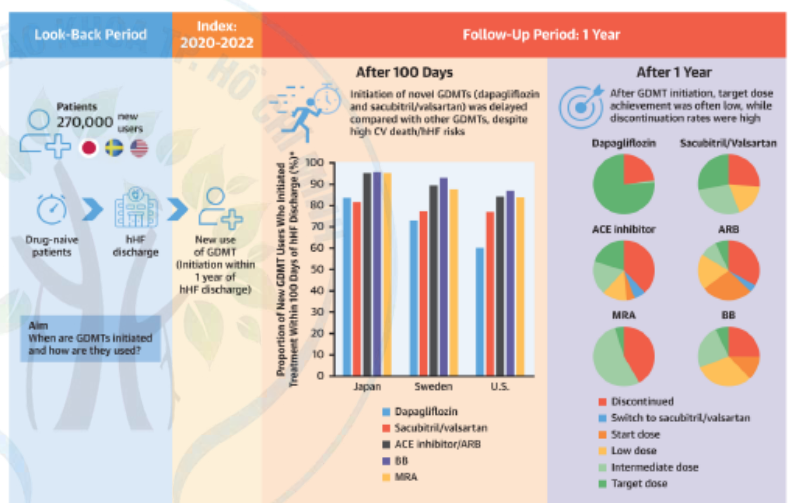 Look-Back Period
Index:
2020-2022
Follow-Up Period: 1 Year
Patients
270,000 new
users
Drug-naive
patients
hHF
discharge
New use
of GDMT
(Initiation within
1 year of
hHF discharge)
Aim
When are GDMTs initiated
and how are they used?
After 100 Days
Initiation of novel GDMTs (dapagliflozin
and sacubitril/valsartan) was delayed
compared with other GDMTs, despite
high CV death/hHF risks
Proportion of New GDMT Users Who Initiated
Treatment Within 100 Days of hHF Discharge (%)*
100
90
80
70
60
50
40
30
20
10
0
Japan
Sweden
U.S.
Dapagliflozin
Sacubitril/valsartan
ACE inhibitor/ARB
BB
MRA
After 1 Year
After GDMT initiation, target dose
achievement was often low, while
discontinuation rates were high
Dapagliflozin
Sacubitril/Valsartan
ACE inhibitor
ARB
MRA
BB
Discontinued
Switch to sacubitril/valsartan
Start dose
Low dose
Intermediate dose
Target dose